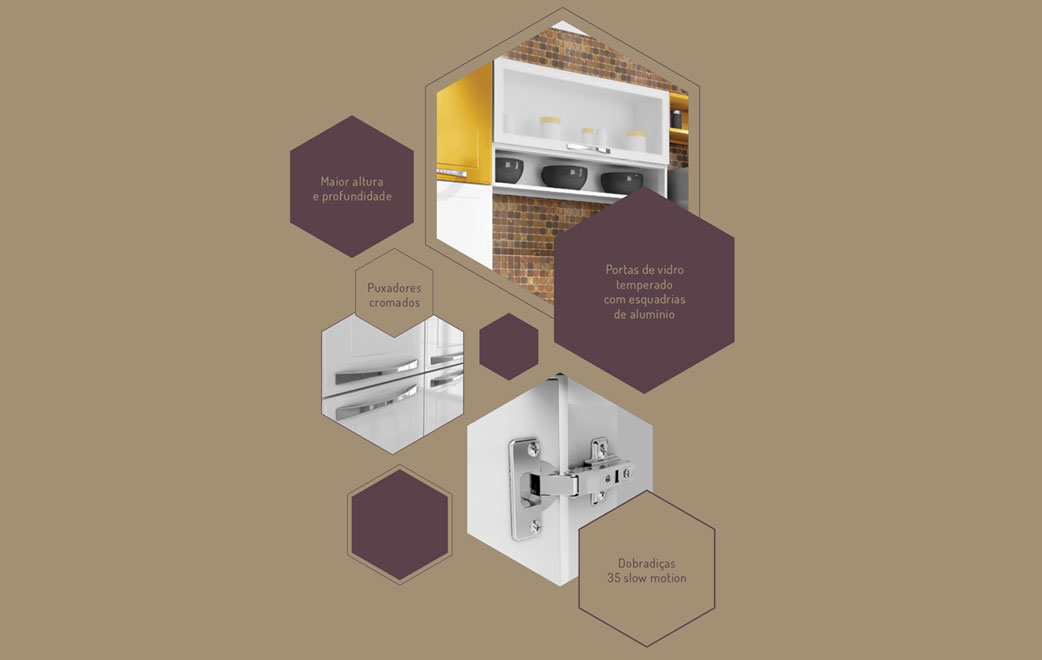 Maior altura
e profundidade
Portas de vidro
temperado
com esquadrias
de alumínio
Puxadores
cromados
Dobradiças
35 slow motion